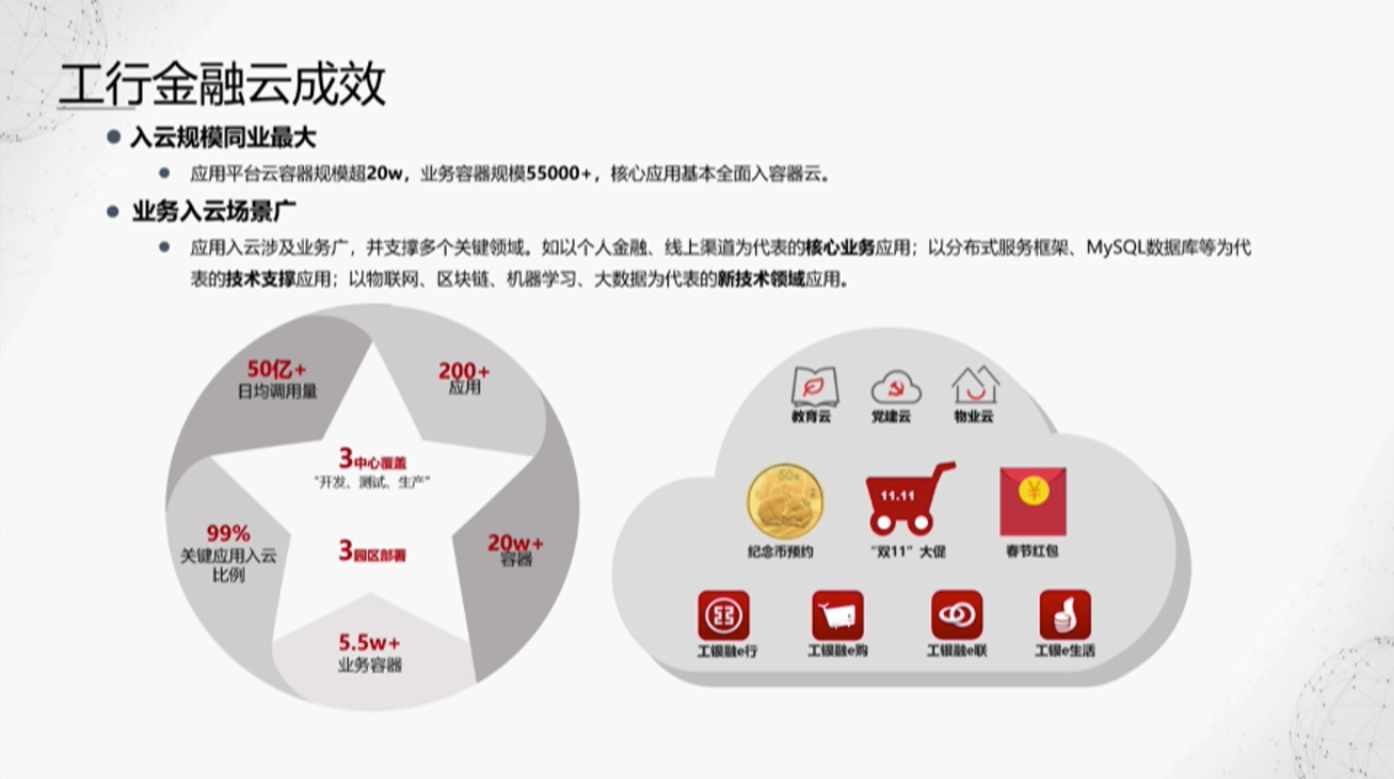 工行金融云成效
入云规模同业最大
应用平台云容器规模超20w，业务容器规模55000+，核心应用基本全面入容器云。
业务入云场景广
应用入云涉及业务广，并支撑多个关键领域。如以个人金融、线上渠道为代表的核心业务应用；以分布式服务框架、MySQL数据库等为代
表的技术支撑应用；以物联网、区块链、机器学习、大数据为代表的新技术领域应用。
50亿+
日均调用量
200+
应用
3中心覆盖
“开发、测试、生产”
99%
关键应用入云
比例
3园区部署
20w+
容器
5.5w+
业务容器
教育云
党建云
物业云
50
11.11
¥
纪念币预约
“双11”大促
春节红包
工银融e行
工银融e购
工银融e联
工银e生活